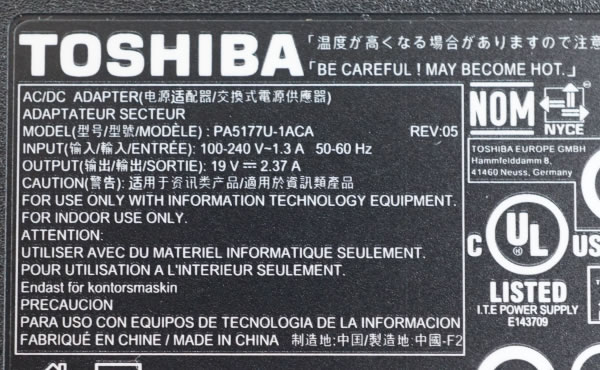 TOSHIBA
「温度が高くなる場合がありますので注意
「BE CAREFUL ! MAY BECOME HOT.」
AC/DC ADAPTER(电源适配器/交換式電源供應器)
ADAPTATEUR SECTEUR
MODEL(型号/型號/MODÈLE) : PA5177U-1ACA REV:05
INPUT(输入/輸入/ENTRÉE): 100-240 V~1.3 A 50-60 Hz
OUTPUT(输出/輸出/SORTIE): 19 V ⎓ 2.37 A
CAUTION(警告): 适用于资讯类产品/適用於資訊類產品
FOR USE ONLY WITH INFORMATION TECHNOLOGY EQUIPMENT.
FOR INDOOR USE ONLY.
ATTENTION:
UTILISER AVEC DU MATERIEL INFORMATIQUE SEULEMENT.
POUR UTILISATION A L'INTERIEUR SEULEMENT.
Endast för kontorsmaskin
PRECAUCION
PARA USO CON EQUIPOS DE TECNOLOGIA DE LA INFORMACION
FABRIQUÉ EN CHINE / MADE IN CHINA 制造地:中国/製造地:中國-F2
NOM
NYCE
TOSHIBA EUROPE GMBH
Hammfelddamm 8,
41460 Neuss, Germany
C UL US
LISTED
I.T.E POWER SUPPLY
E143709